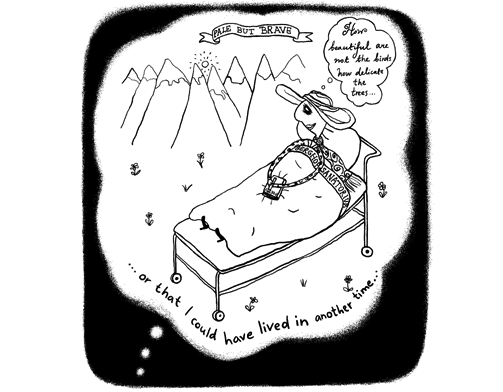 PALE BUT BRAVE
How
beautiful are
not the birds
how delicate
the
trees...
SANATORIUM
...or that I could have lived in another time...